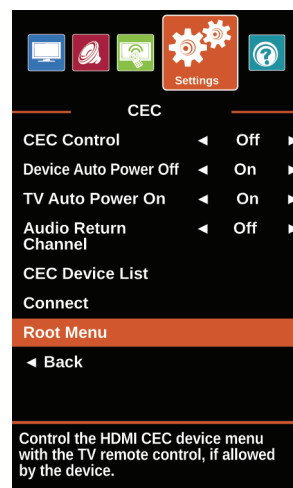 Settings
CEC
CEC Control ◄ Off ►
Device Auto Power Off ◄ On ►
TV Auto Power On ◄ On ►
Audio Return ◄ Off ►
Channel
CEC Device List
Connect
Root Menu
◄ Back
Control the HDMI CEC device menu
with the TV remote control, if allowed
by the device.